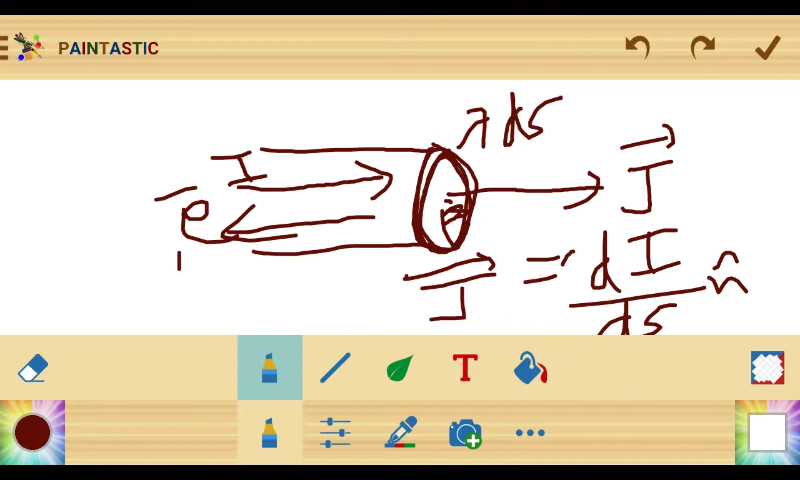 PAINTASTIC
ds
I
e
J
J = dI/ds n̂
T